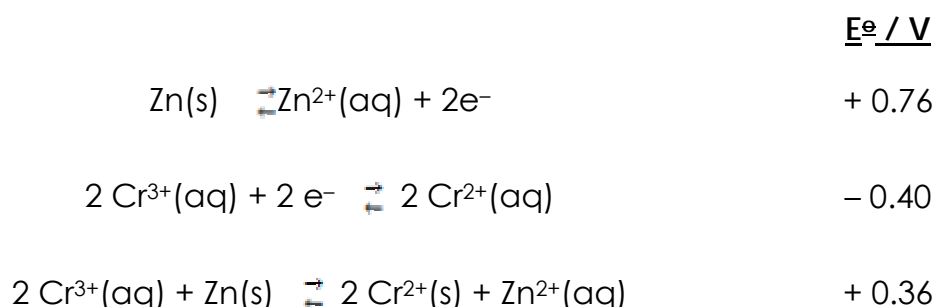 E⦵ / V
Zn(s) ⇄ Zn²⁺(aq) + 2e⁻ + 0.76
2 Cr³⁺(aq) + 2 e⁻ ⇄ 2 Cr²⁺(aq) – 0.40
2 Cr³⁺(aq) + Zn(s) ⇄ 2 Cr²⁺(s) + Zn²⁺(aq) + 0.36